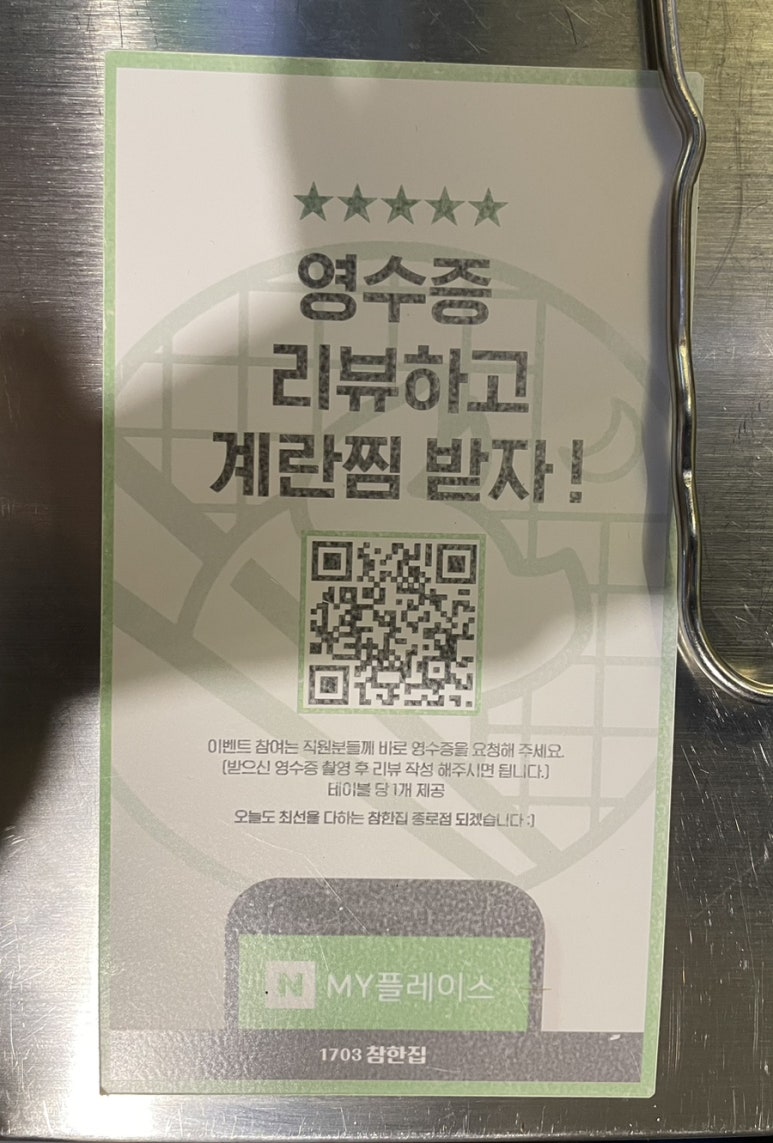 ★★★★★
영수증
리뷰하고
계란찜 받자!
이벤트 참여는 직원분들께 바로 영수증을 요청해 주세요.
(받으신 영수증 촬영 후 리뷰 작성 해주시면 됩니다.)
테이블 당 1개 제공
오늘도 최선을 다하는 참한집 종로점 되겠습니다 :)
N MY플레이스
1703 참한집